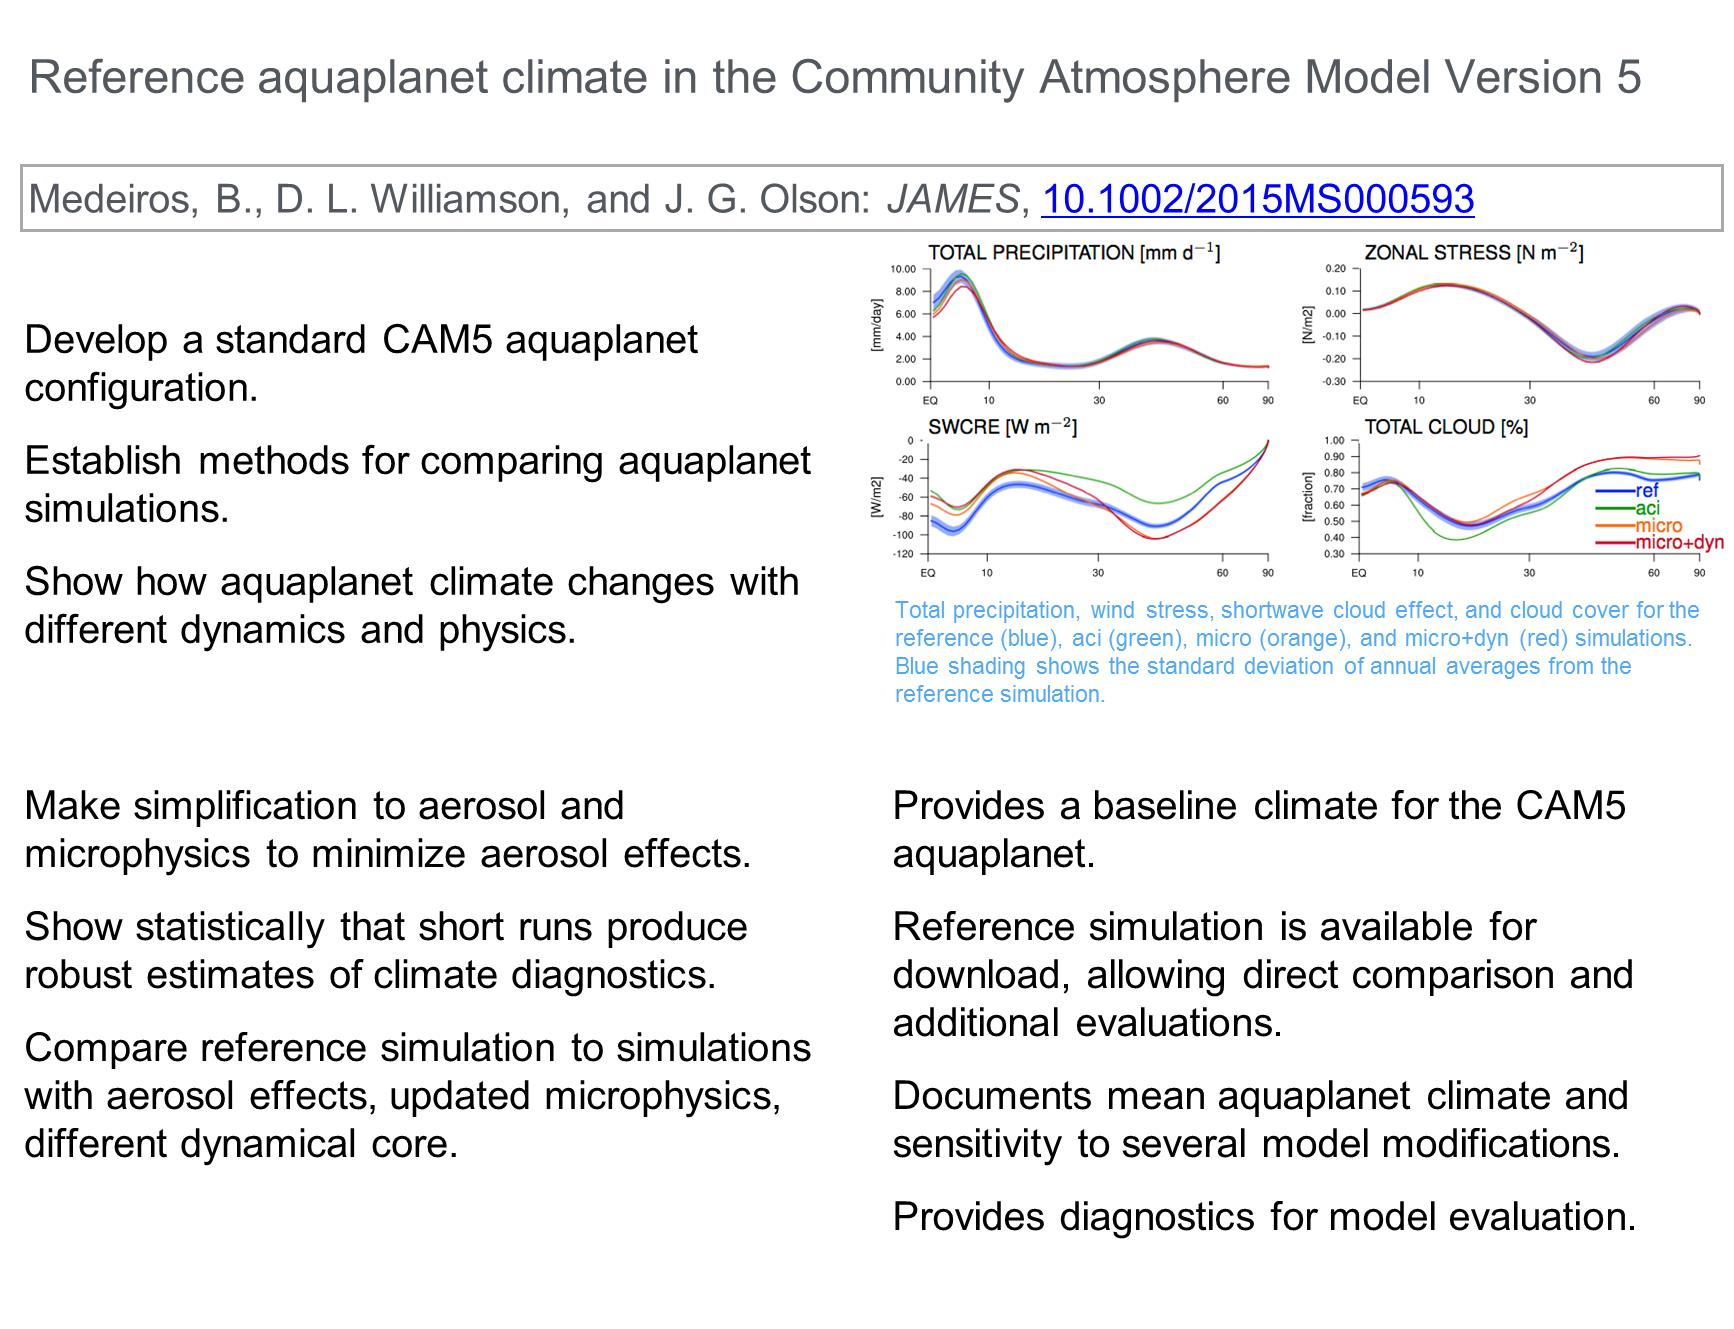 Reference aquaplanet climate in the Community Atmosphere Model Version 5
Medeiros, B., D. L. Williamson, and J. G. Olson: JAMES, 10.1002/2015MS000593
Develop a standard CAM5 aquaplanet
configuration.
Establish methods for comparing aquaplanet
simulations.
Show how aquaplanet climate changes with
different dynamics and physics.
TOTAL PRECIPITATION [mm d−1]
[mm/day]
10.00
8.00
6.00
4.00
2.00
0.00
EQ 10 30 60 90
ZONAL STRESS [N m−2]
[N/m2]
0.20
0.10
0.00
-0.10
-0.20
-0.30
EQ 10 30 60 90
SWCRE [W m−2]
[W/m2]
0
-20
-40
-60
-80
-100
-120
EQ 10 30 60 90
TOTAL CLOUD [%]
[fraction]
1.00
0.90
0.80
0.70
0.60
0.50
0.40
0.30
EQ 10 30 60 90
ref
aci
micro
micro+dyn
Total precipitation, wind stress, shortwave cloud effect, and cloud cover for the
reference (blue), aci (green), micro (orange), and micro+dyn (red) simulations.
Blue shading shows the standard deviation of annual averages from the
reference simulation.
Make simplification to aerosol and
microphysics to minimize aerosol effects.
Show statistically that short runs produce
robust estimates of climate diagnostics.
Compare reference simulation to simulations
with aerosol effects, updated microphysics,
different dynamical core.
Provides a baseline climate for the CAM5
aquaplanet.
Reference simulation is available for
download, allowing direct comparison and
additional evaluations.
Documents mean aquaplanet climate and
sensitivity to several model modifications.
Provides diagnostics for model evaluation.